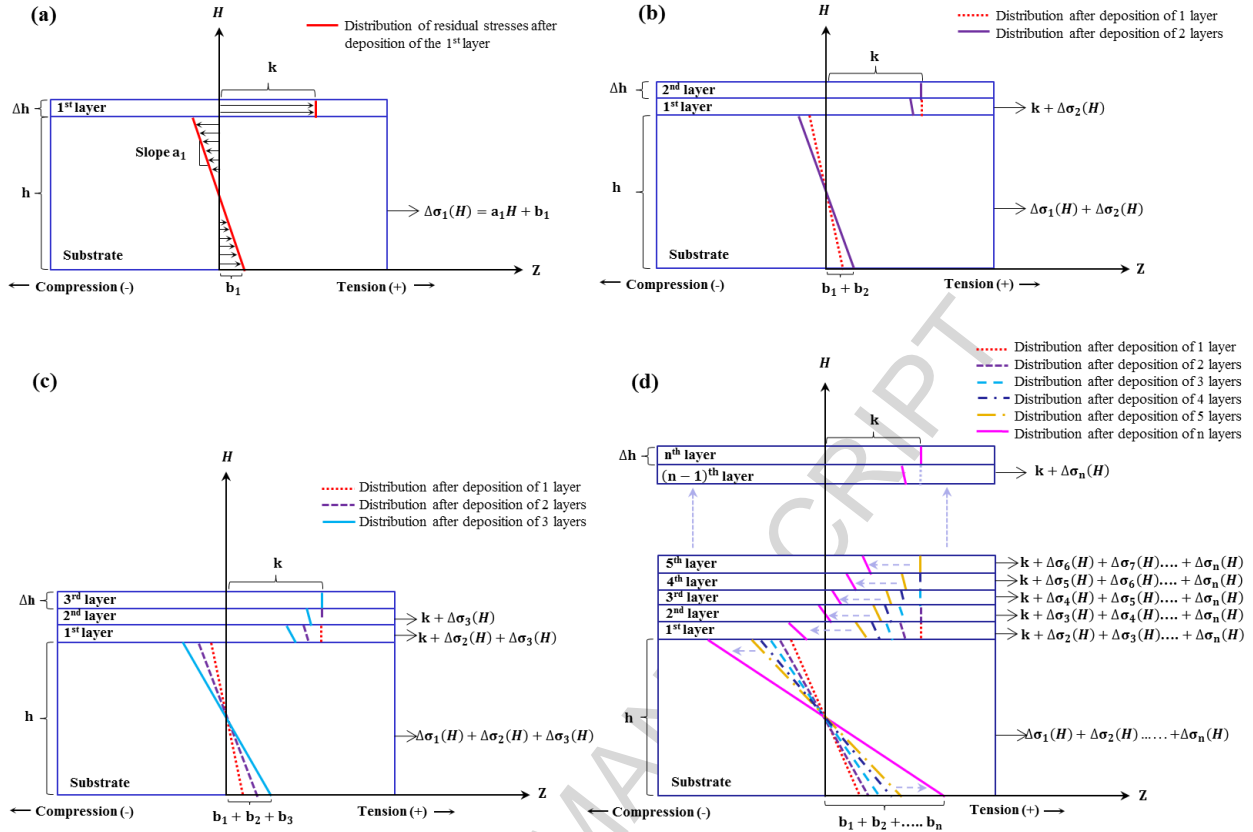 (a)
H
Distribution of residual stresses after
deposition of the 1st layer
k
Δh
1st layer
Slope a₁
h
Δσ₁(H) = a₁H + b₁
Substrate
Z
b₁
← Compression (-)
Tension (+) →
(b)
H
Distribution after deposition of 1 layer
Distribution after deposition of 2 layers
k
Δh
2nd layer
1st layer
k + Δσ₂(H)
h
Δσ₁(H) + Δσ₂(H)
Substrate
Z
b₁ + b₂
← Compression (-)
Tension (+) →
(c)
H
Distribution after deposition of 1 layer
Distribution after deposition of 2 layers
Distribution after deposition of 3 layers
k
Δh
3rd layer
2nd layer
k + Δσ₃(H)
1st layer
k + Δσ₂(H) + Δσ₃(H)
h
Δσ₁(H) + Δσ₂(H) + Δσ₃(H)
Substrate
Z
b₁ + b₂ + b₃
← Compression (-)
Tension (+) →
(d)
H
Distribution after deposition of 1 layer
Distribution after deposition of 2 layers
Distribution after deposition of 3 layers
Distribution after deposition of 4 layers
Distribution after deposition of 5 layers
Distribution after deposition of n layers
k
Δh
nth layer
(n − 1)th layer
k + Δσₙ(H)
5th layer
k + Δσ₆(H) + Δσ₇(H).... + Δσₙ(H)
4th layer
k + Δσ₅(H) + Δσ₆(H).... + Δσₙ(H)
3rd layer
k + Δσ₄(H) + Δσ₅(H).... + Δσₙ(H)
2nd layer
k + Δσ₃(H) + Δσ₄(H).... + Δσₙ(H)
1st layer
k + Δσ₂(H) + Δσ₃(H).... + Δσₙ(H)
h
Δσ₁(H) + Δσ₂(H) ...... +Δσₙ(H)
Substrate
Z
b₁ + b₂ +..... bₙ
← Compression (-)
Tension (+) →